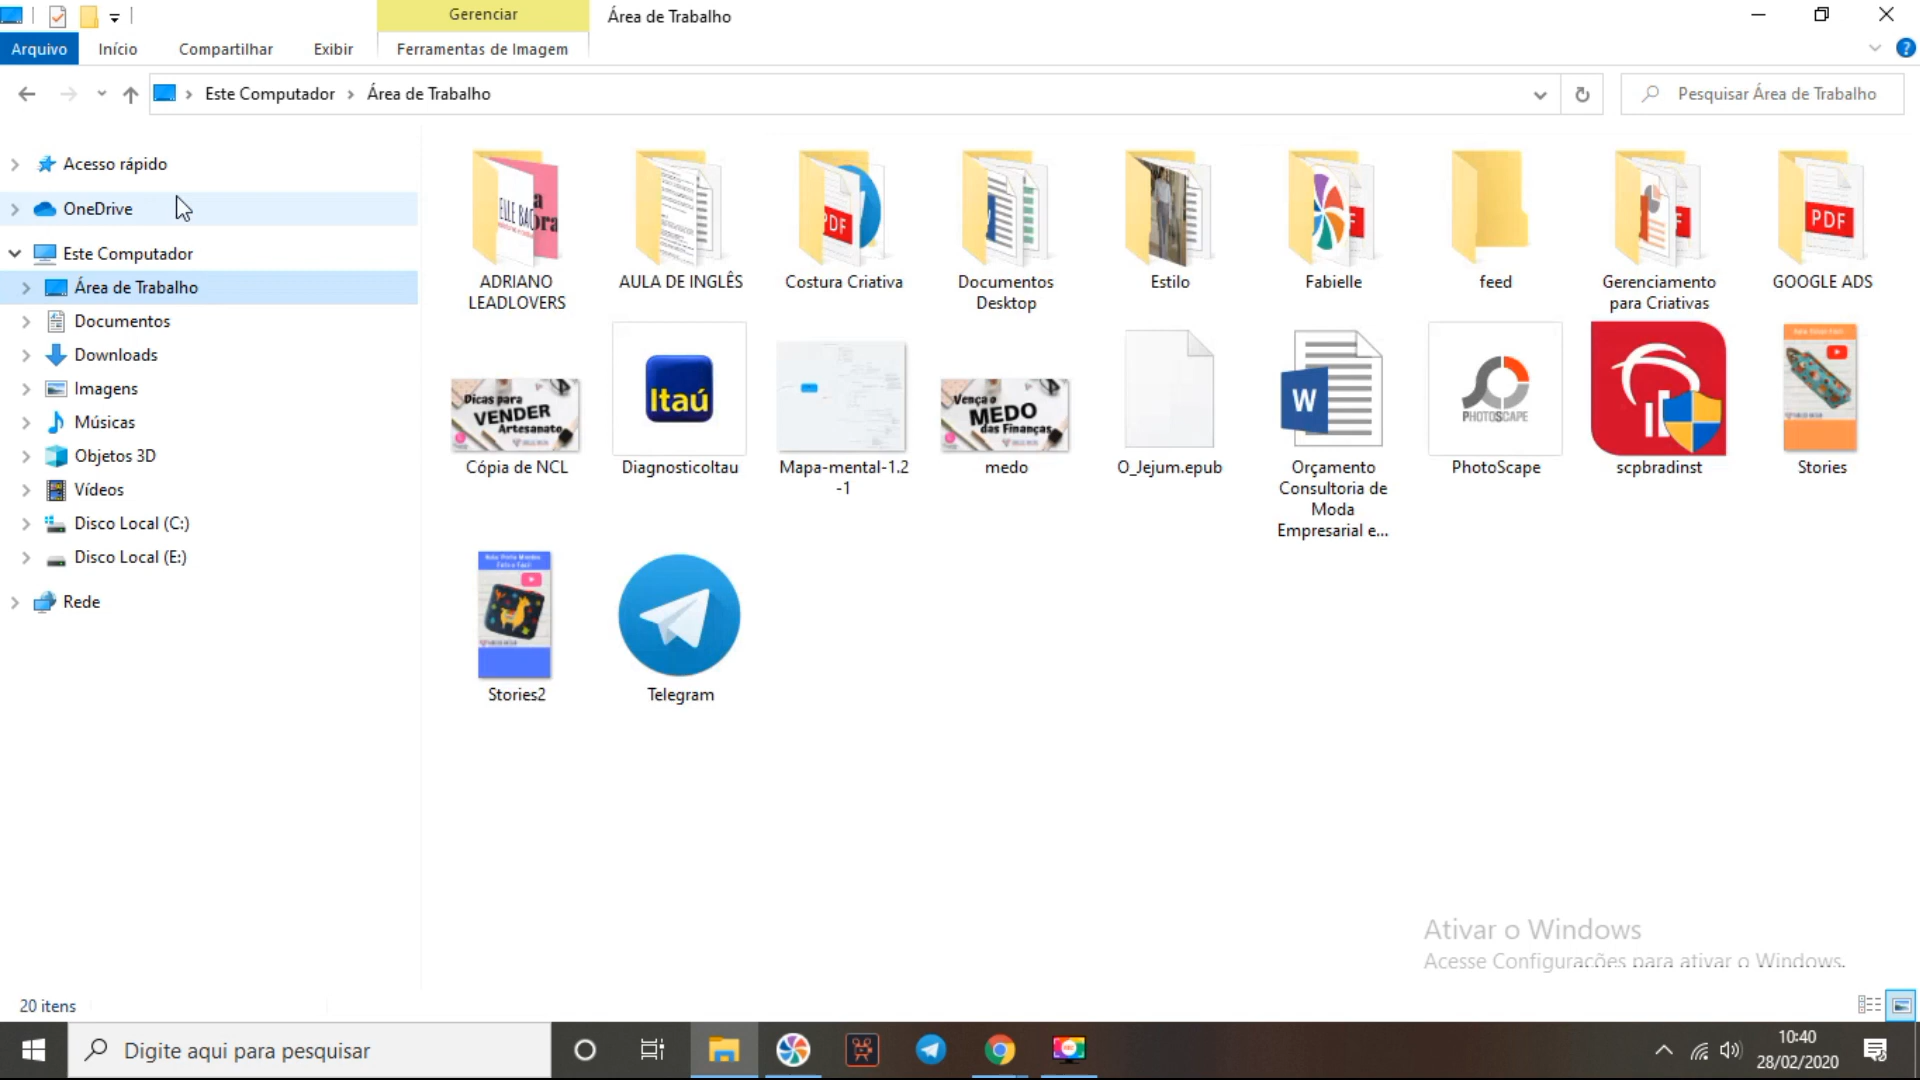 Gerenciar
Área de Trabalho
Arquivo
Início
Compartilhar
Exibir
Ferramentas de Imagem
Este Computador
Área de Trabalho
Pesquisar Área de Trabalho
Acesso rápido
OneDrive
Este Computador
Área de Trabalho
Documentos
Downloads
Imagens
Músicas
Objetos 3D
Vídeos
Disco Local (C:)
Disco Local (E:)
Rede
PDF
PDF
ADRIANO
LEADLOVERS
AULA DE INGLÊS
Costura Criativa
Documentos
Desktop
Estilo
Fabielle
feed
Gerenciamento
para Criativas
GOOGLE ADS
Dicas para
VENDER
Artesanato
Itaú
Vença o
MEDO
das Finanças
W
PHOTOSCAPE
Cópia de NCL
DiagnosticoItau
Mapa-mental-1.2
-1
medo
O_Jejum.epub
Orçamento
Consultoria de
Moda
Empresarial e...
PhotoScape
scpbradinst
Stories
Stories2
Telegram
Ativar o Windows
Acesse Configurações para ativar o Windows.
20 itens
Digite aqui para pesquisar
10:40
28/02/2020